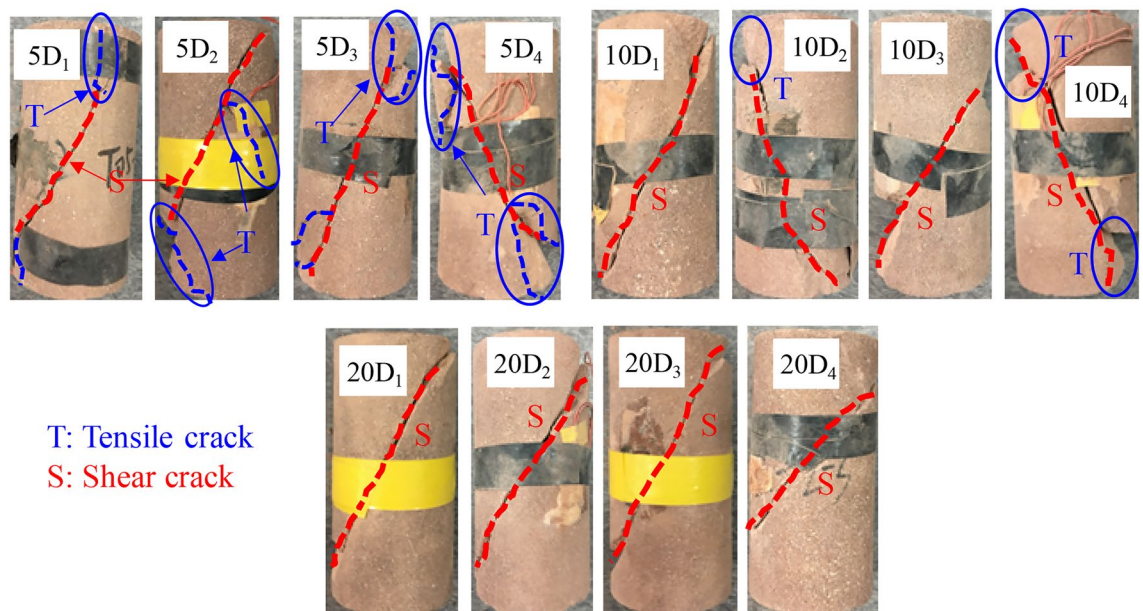 5D₁
5D₂
5D₃
5D₄
10D₁
10D₂
10D₃
10D₄
T
S
T
T
T
S
T
S
S
T
S
S
T
S
T
20D₁
20D₂
20D₃
20D₄
S
S
S
S
T: Tensile crack
S: Shear crack